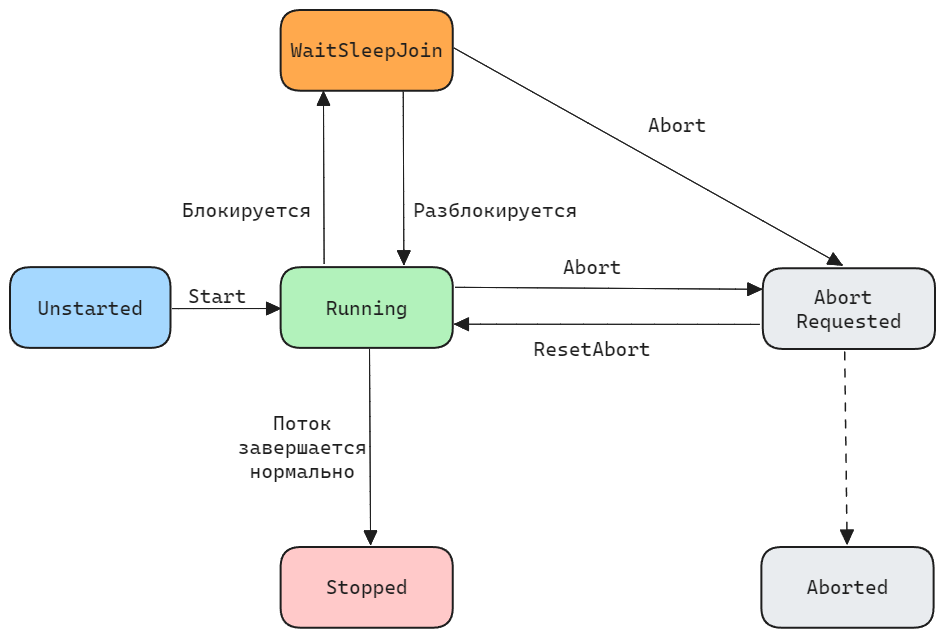 WaitSleepJoin
Abort
Блокируется
Разблокируется
Unstarted
Start
Running
Abort
ResetAbort
Abort
Requested
Поток
завершается
нормально
Stopped
Aborted